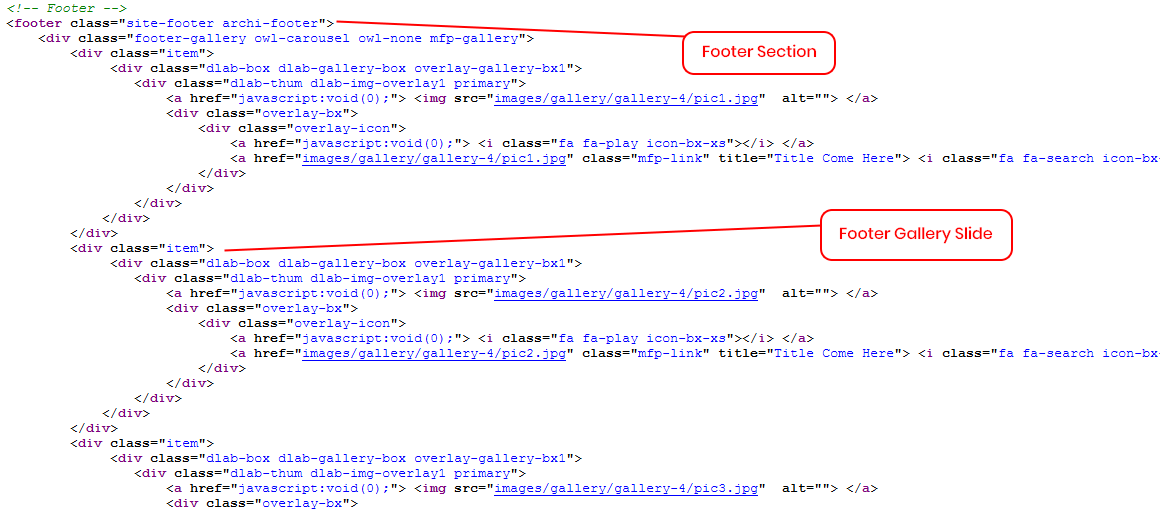 <!-- Footer -->
<footer class="site-footer archi-footer">
Footer Section
<div class="footer-gallery owl-carousel owl-none mfp-gallery">
<div class="item">
<div class="dlab-box dlab-gallery-box overlay-gallery-bx1">
<div class="dlab-thum dlab-img-overlay1 primary">
<a href="javascript:void(0);"> <img src="images/gallery/gallery-4/pic1.jpg"  alt=""> </a>
<div class="overlay-bx">
<div class="overlay-icon">
<a href="javascript:void(0);"> <i class="fa fa-play icon-bx-xs"></i> </a>
<a href="images/gallery/gallery-4/pic1.jpg" class="mfp-link" title="Title Come Here"> <i class="fa fa-search icon-bx-
</div>
</div>
</div>
</div>
</div>
<div class="item">
Footer Gallery Slide
<div class="dlab-box dlab-gallery-box overlay-gallery-bx1">
<div class="dlab-thum dlab-img-overlay1 primary">
<a href="javascript:void(0);"> <img src="images/gallery/gallery-4/pic2.jpg"  alt=""> </a>
<div class="overlay-bx">
<div class="overlay-icon">
<a href="javascript:void(0);"> <i class="fa fa-play icon-bx-xs"></i> </a>
<a href="images/gallery/gallery-4/pic2.jpg" class="mfp-link" title="Title Come Here"> <i class="fa fa-search icon-bx-
</div>
</div>
</div>
</div>
</div>
<div class="item">
<div class="dlab-box dlab-gallery-box overlay-gallery-bx1">
<div class="dlab-thum dlab-img-overlay1 primary">
<a href="javascript:void(0);"> <img src="images/gallery/gallery-4/pic3.jpg"  alt=""> </a>
<div class="overlay-bx">